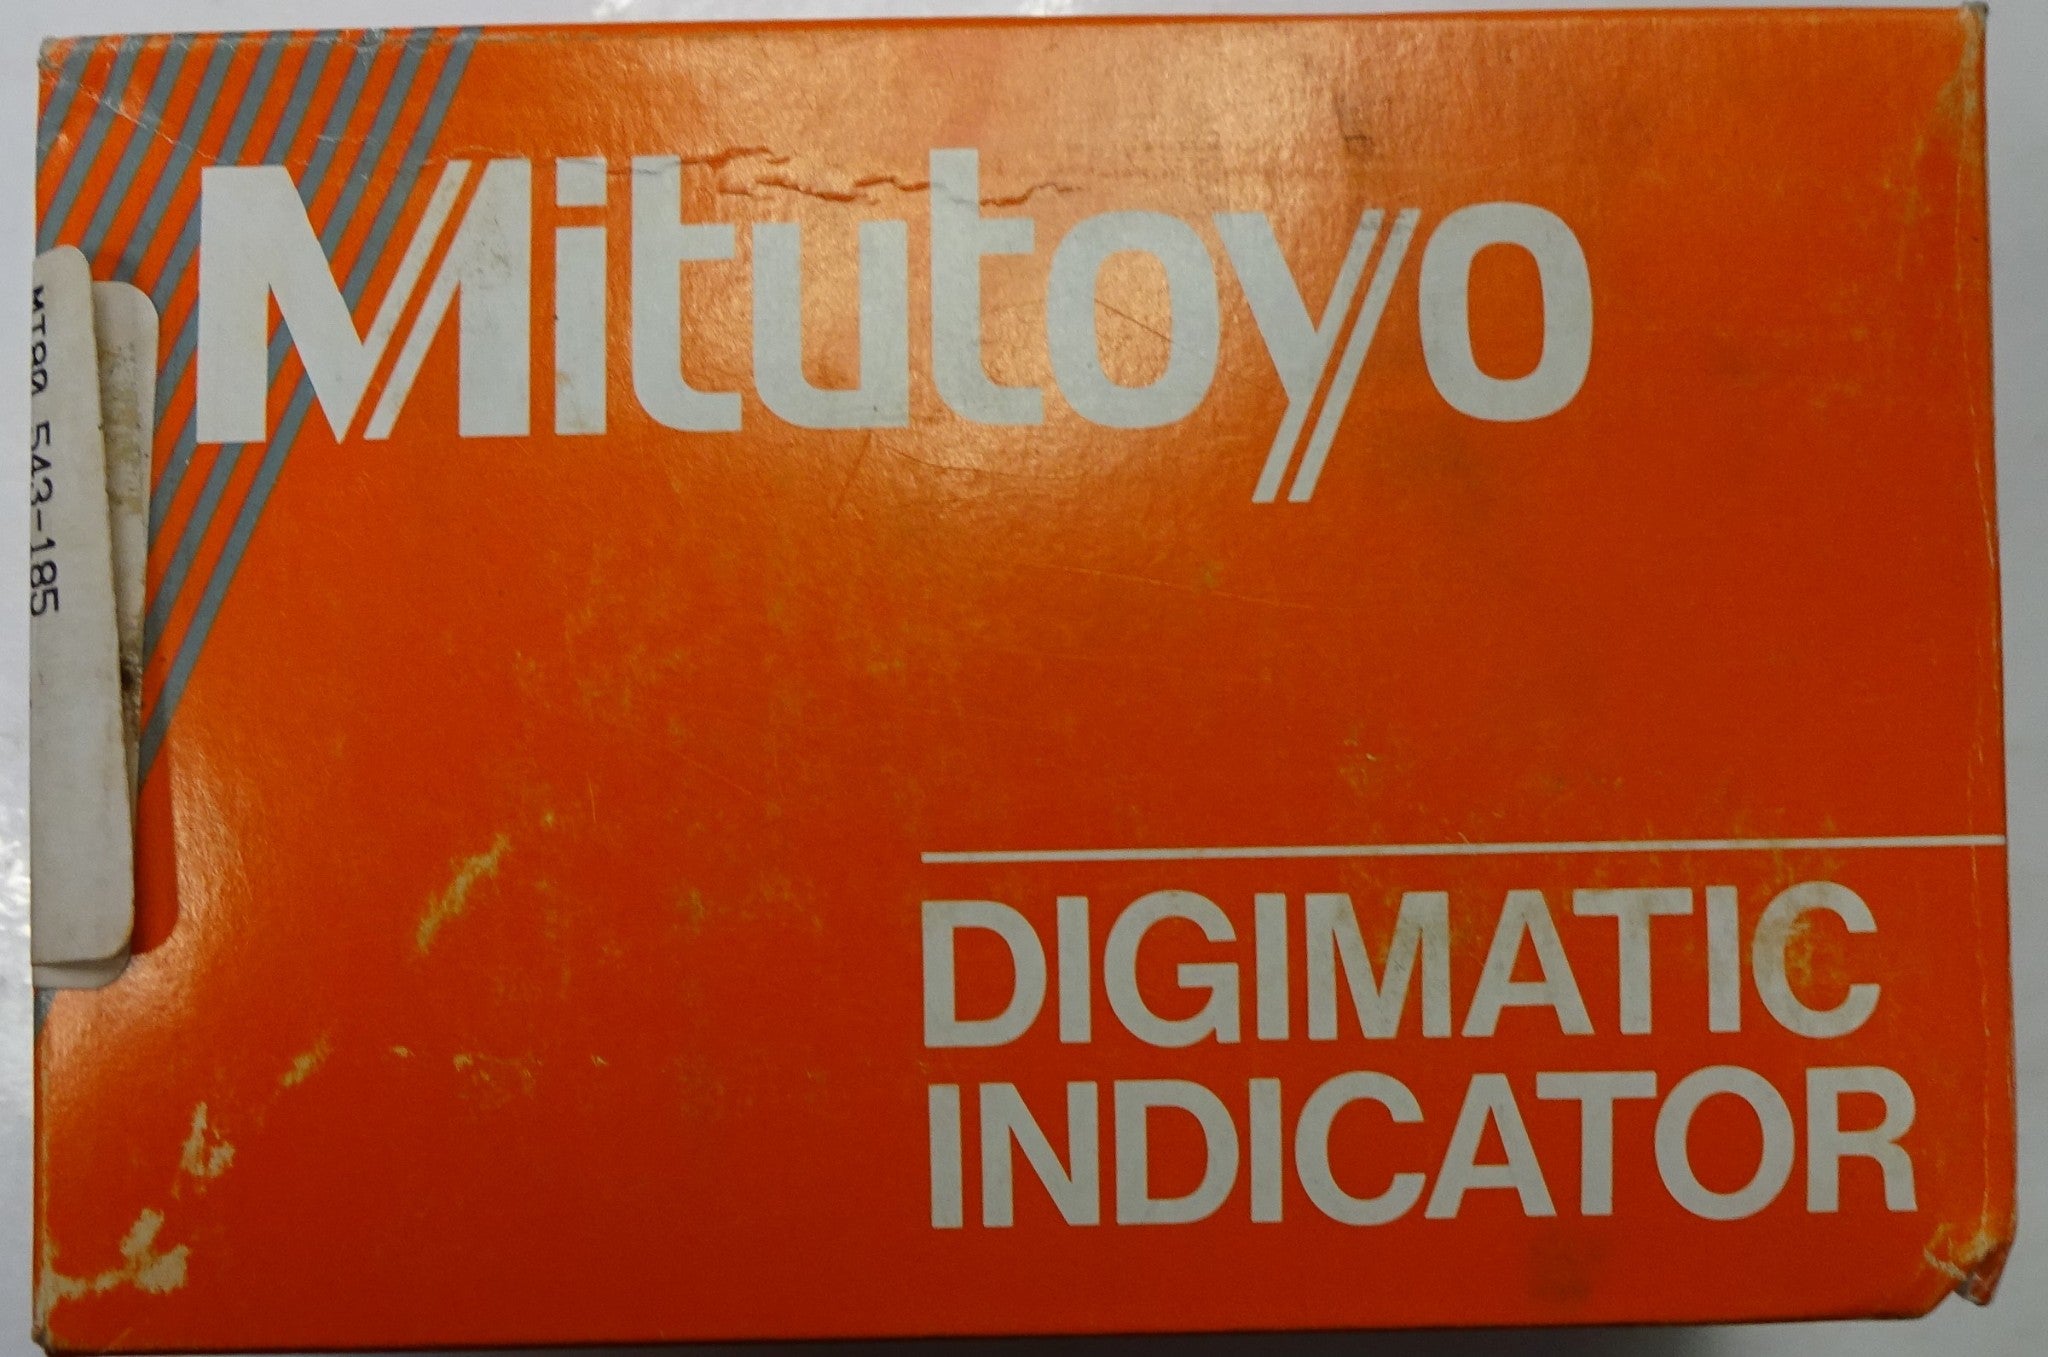 Mitutoyo
543-185
DIGIMATIC
INDICATOR